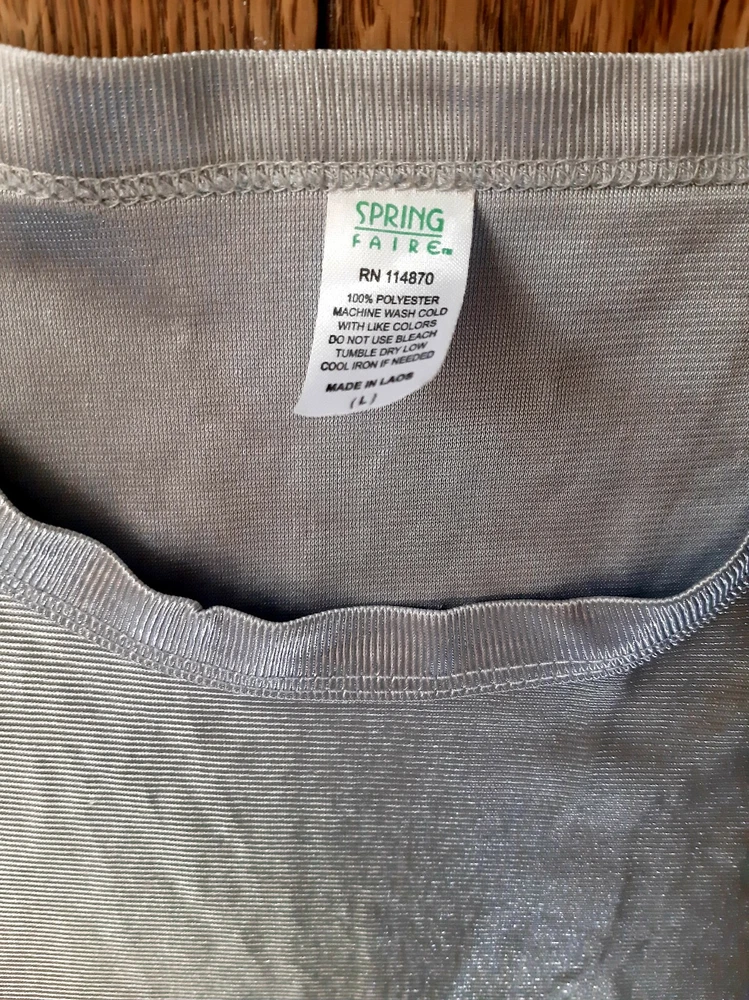 SPRING
FAIRE™
RN 114870
100% POLYESTER
MACHINE WASH COLD
WITH LIKE COLORS
DO NOT USE BLEACH
TUMBLE DRY LOW
COOL IRON IF NEEDED
MADE IN LAOS
(L)